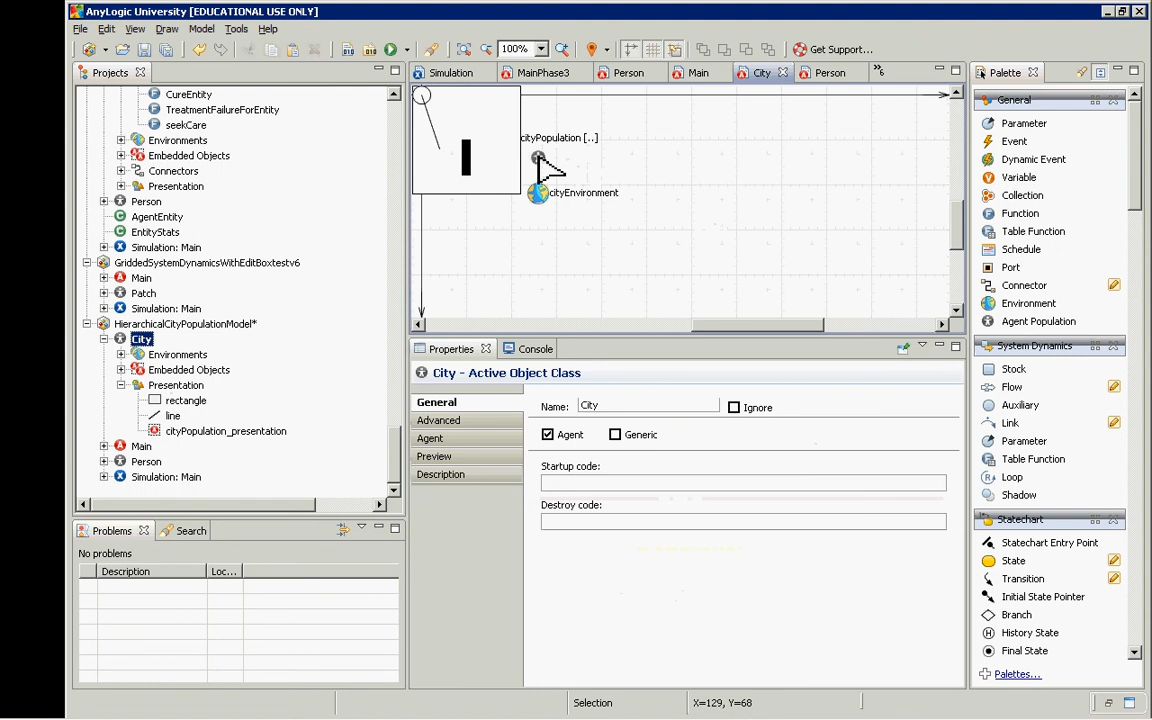 AnyLogic University [EDUCATIONAL USE ONLY]
File Edit View Draw Model Tools Help
100% Get Support...
Projects
CureEntity
TreatmentFailureForEntity
seekCare
Environments
Embedded Objects
Connectors
Presentation
Person
AgentEntity
EntityStats
Simulation: Main
GriddedSystemDynamicsWithEditBoxtestv6
Main
Patch
Simulation: Main
HierarchicalCityPopulationModel*
City
Environments
Embedded Objects
Presentation
rectangle
line
cityPopulation_presentation
Main
Person
Simulation: Main
Problems Search
No problems
Description Loc...
Simulation MainPhase3 Person Main City Person »6
cityPopulation [..]
cityEnvironment
Properties Console
City - Active Object Class
General
Advanced
Agent
Preview
Description
Name: City Ignore
Agent Generic
Startup code:
Destroy code:
Palette
General
Parameter
Event
Dynamic Event
Variable
Collection
Function
Table Function
Schedule
Port
Connector
Environment
Agent Population
System Dynamics
Stock
Flow
Auxiliary
Link
Parameter
Table Function
Loop
Shadow
Statechart
Statechart Entry Point
State
Transition
Initial State Pointer
Branch
History State
Final State
Palettes...
Selection X=129, Y=68